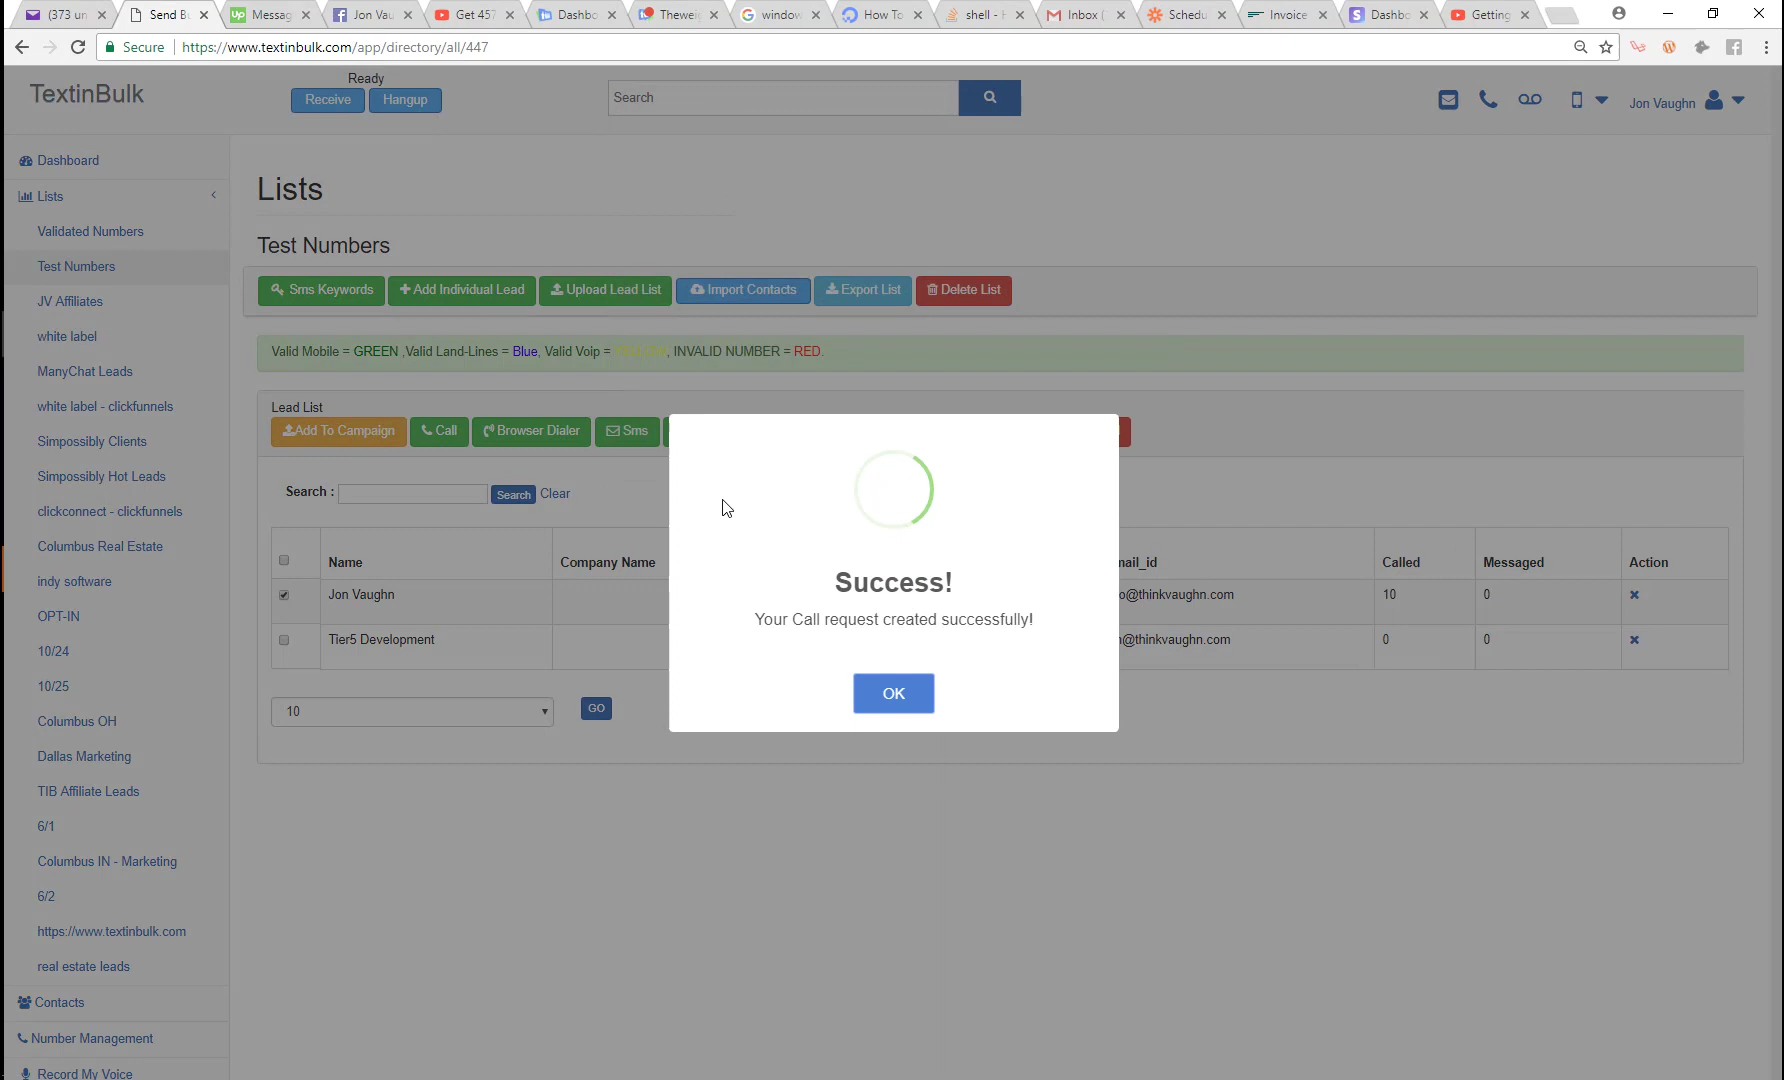 (373 un
Send Bu
Up Messag
Jon Vau
Get 457
Dashbo
Thewei
window
How To
shell - H
Inbox (
Schedu
Invoice
S Dashbo
Getting
Secure https://www.textinbulk.com/app/directory/all/447
TextinBulk
Ready
Receive Hangup
Search
Jon Vaughn
Dashboard
Lists
Validated Numbers
Test Numbers
JV Affiliates
white label
ManyChat Leads
white label - clickfunnels
Simpossibly Clients
Simpossibly Hot Leads
clickconnect - clickfunnels
Columbus Real Estate
indy software
OPT-IN
10/24
10/25
Columbus OH
Dallas Marketing
TIB Affiliate Leads
6/1
Columbus IN - Marketing
6/2
https://www.textinbulk.com
real estate leads
Contacts
Number Management
Record My Voice
Lists
Test Numbers
Sms Keywords +Add Individual Lead Upload Lead List Import Contacts Export List Delete List
Valid Mobile = GREEN ,Valid Land-Lines = Blue, Valid Voip = , INVALID NUMBER = RED.
Lead List
Add To Campaign Call Browser Dialer Sms
Search : Search Clear
Name Company Name mail_id Called Messaged Action
Jon Vaughn o@thinkvaughn.com 10 0
Tier5 Development @thinkvaughn.com 0 0
10 GO
Success!
Your Call request created successfully!
OK